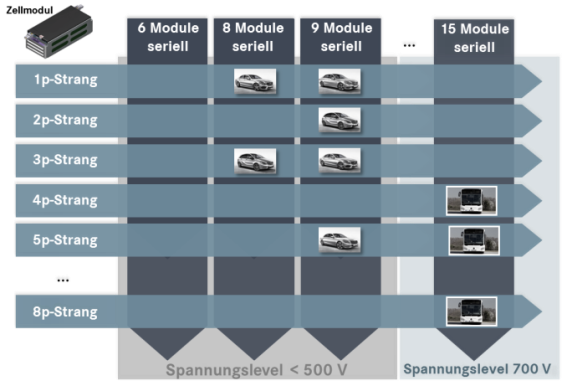 Zellmodul
6 Module
seriell
8 Module
seriell
9 Module
seriell
...
15 Module
seriell
1p-Strang
2p-Strang
3p-Strang
4p-Strang
5p-Strang
...
8p-Strang
Spannungslevel < 500 V
Spannungslevel 700 V